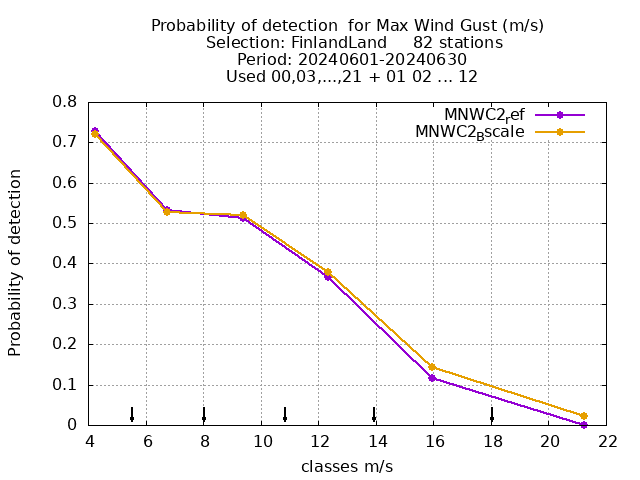 Probability of detection  for Max Wind Gust (m/s)
Selection: FinlandLand     82 stations
Period: 20240601-20240630
Used 00,03,...,21 + 01 02 ... 12
MNWC2ref
MNWC2Bscale
Probability of detection
0.8
0.7
0.6
0.5
0.4
0.3
0.2
0.1
0
4 6 8 10 12 14 16 18 20 22
classes m/s